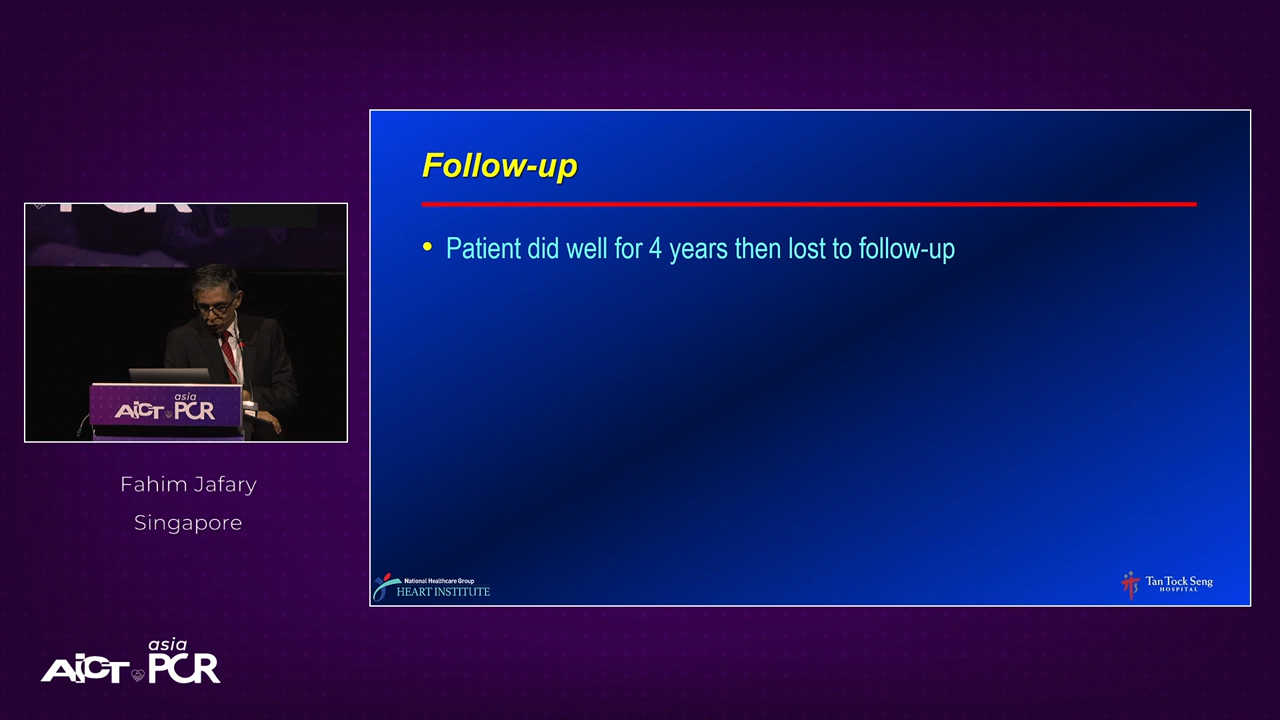 Follow-up
• Patient did well for 4 years then lost to follow-up
PCR
asia
AICT PCR
Fahim Jafary
Singapore
National Healthcare Group
HEART INSTITUTE
Tan Tock Seng
HOSPITAL
asia
AICT PCR